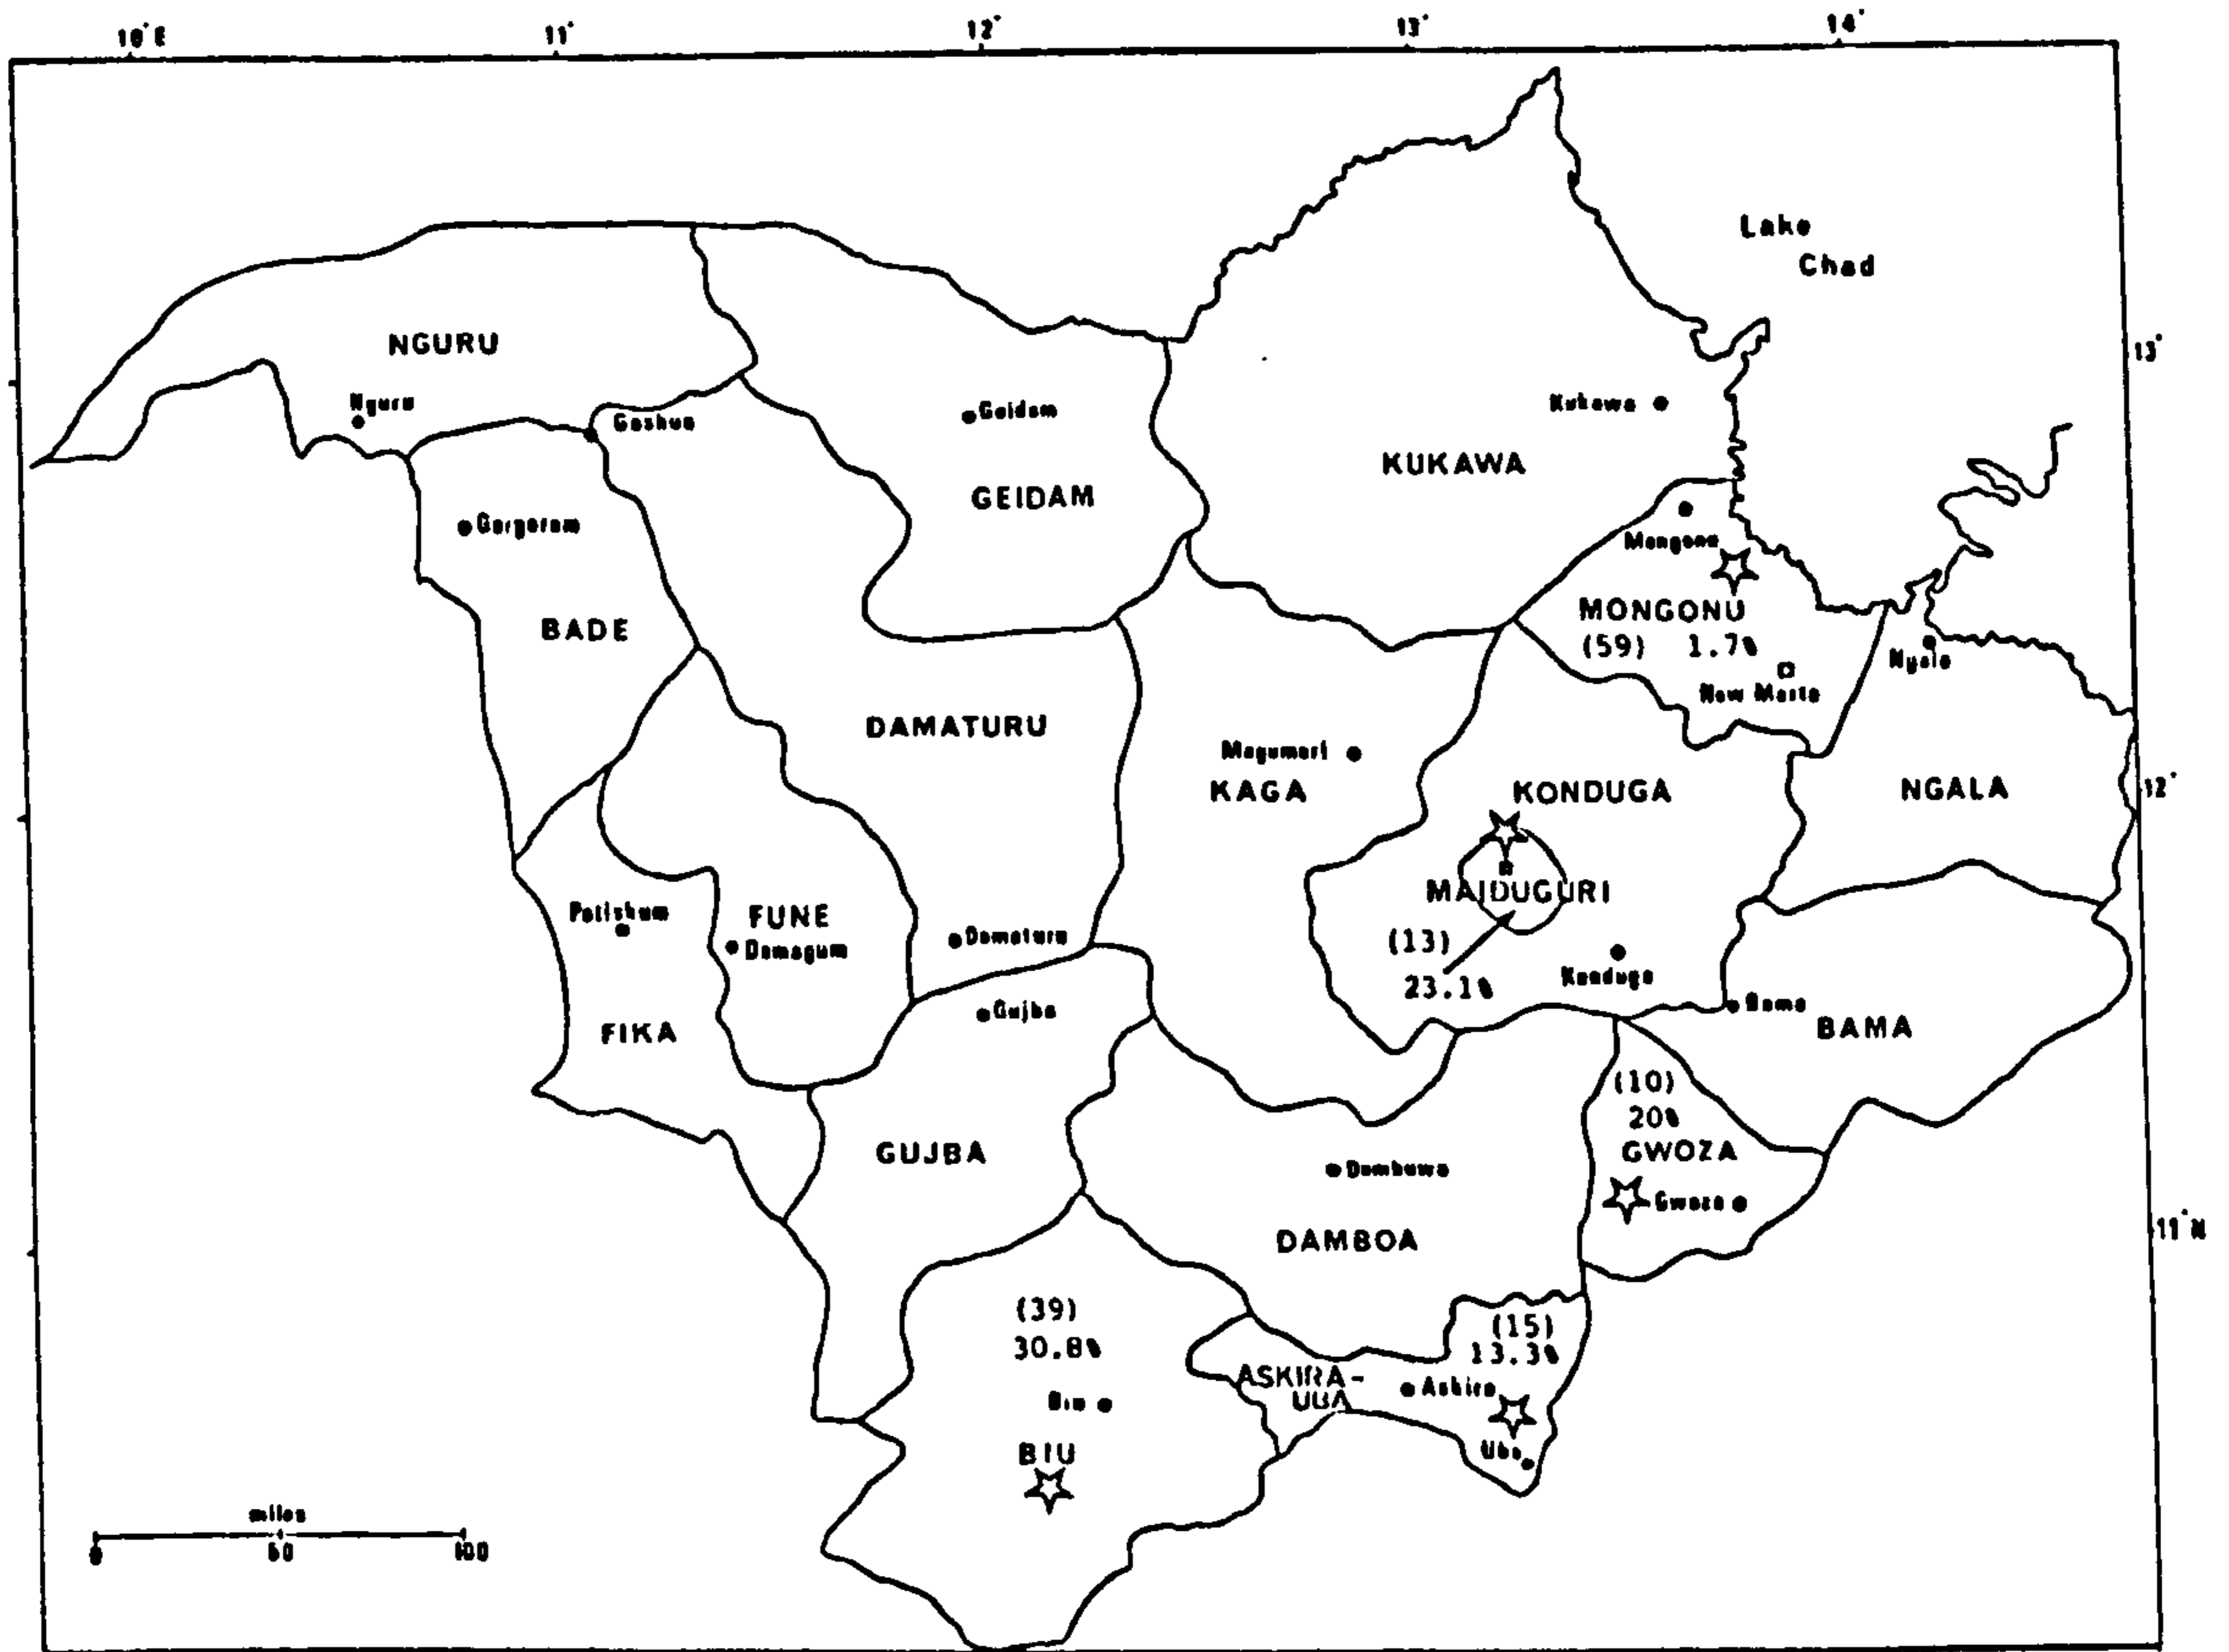 10°E
11°
12°
13°
14°
Lake
Chad
NGURU
13°
Nguru
Gashua
Geidam
Kukawa
KUKAWA
GEIDAM
Gorgoram
Mongonu
BADE
MONGONU
(59) 1.7%
New Marte
Ngala
DAMATURU
Magumeri
KAGA
KONDUGA
NGALA
12°
MAIDUGURI
Potiskum
FUNE
Damagum
Damaturu
(13)
23.1%
Konduga
Gujba
Bama
BAMA
FIKA
(10)
20%
GWOZA
GUJBA
Gwoza
11°N
DAMBOA
(39)
30.8%
(15)
13.3%
ASKIRA-
UBA
Askira
Biu
BIU
Uba
miles
0 50 100